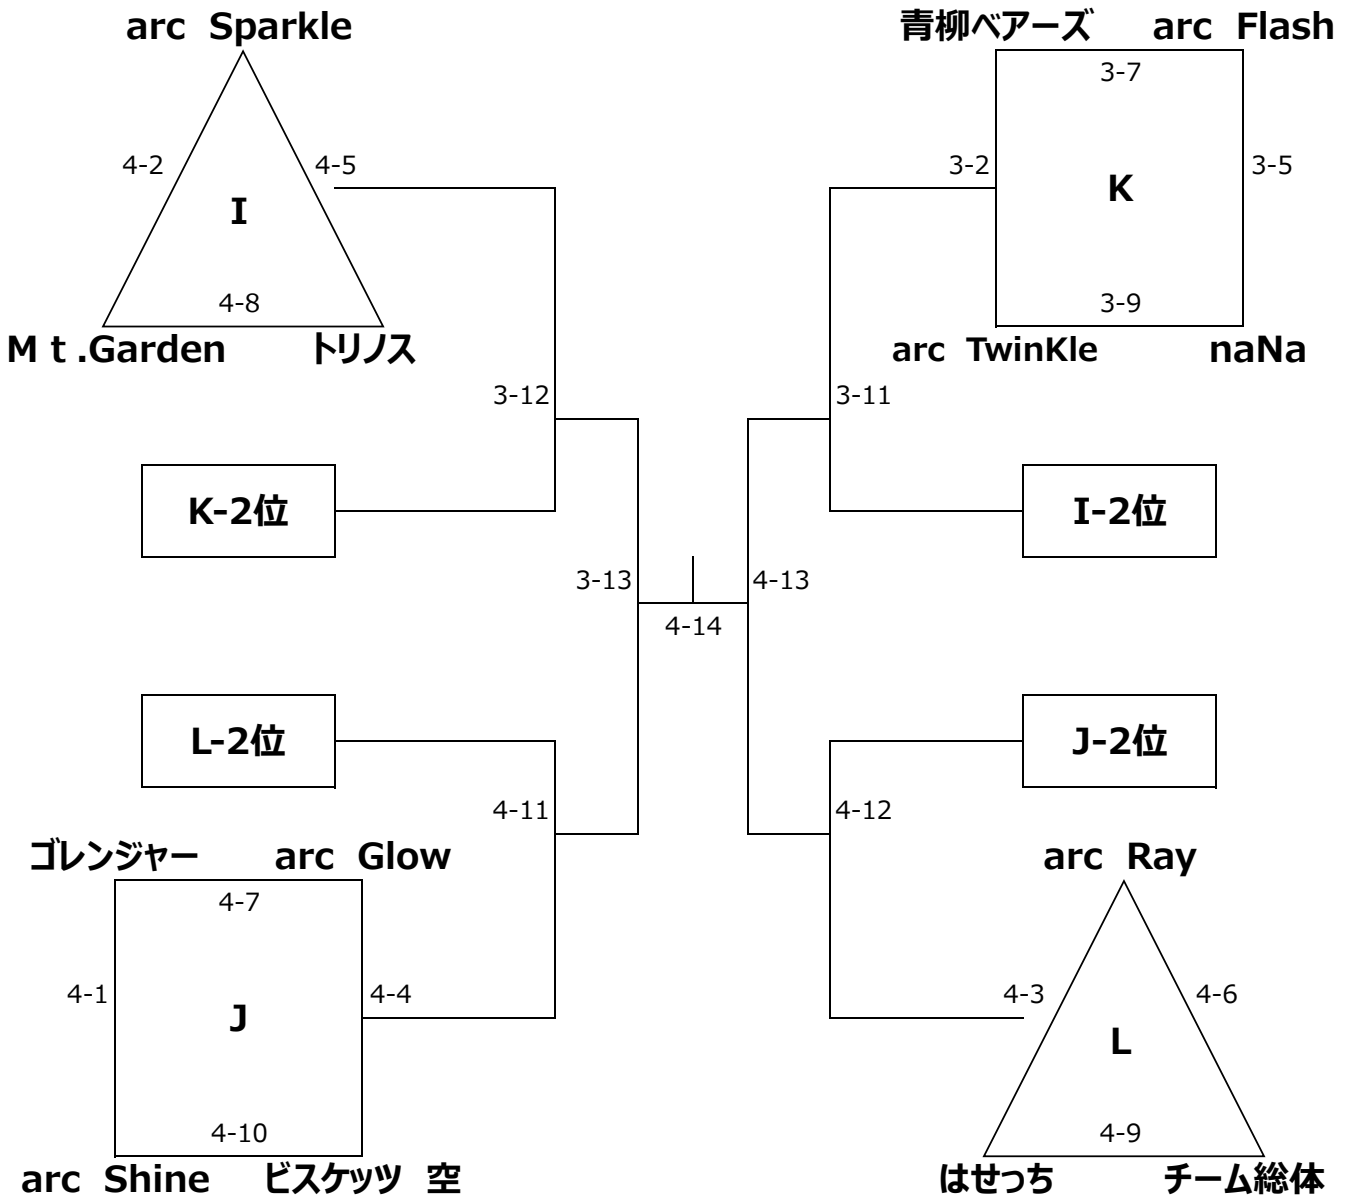 arc Sparkle
青柳ベアーズ arc Flash
3-7
4-2 4-5
3-2 3-5
I
K
4-8
3-9
Ｍｔ.Garden トリノス
arc TwinKle naNa
3-12
3-11
K-2位
I-2位
3-13
4-13
4-14
L-2位
J-2位
4-11
4-12
ゴレンジャー arc Glow
arc Ray
4-7
4-1 4-4
4-3 4-6
J
L
4-10
4-9
arc Shine ビスケッツ 空
はせっち チーム総体